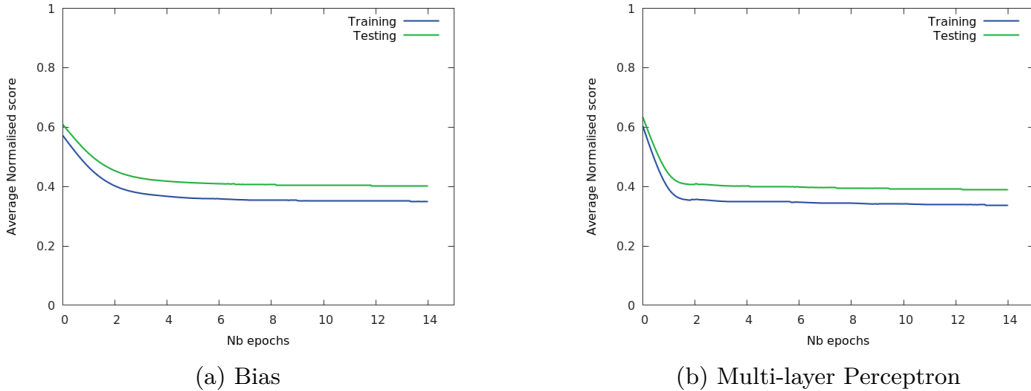 1
0.8
0.6
0.4
0.2
0
0 2 4 6 8 10 12 14
Average Normalised score
Nb epochs
Training
Testing
(a) Bias
1
0.8
0.6
0.4
0.2
0
0 2 4 6 8 10 12 14
Average Normalised score
Nb epochs
Training
Testing
(b) Multi-layer Perceptron